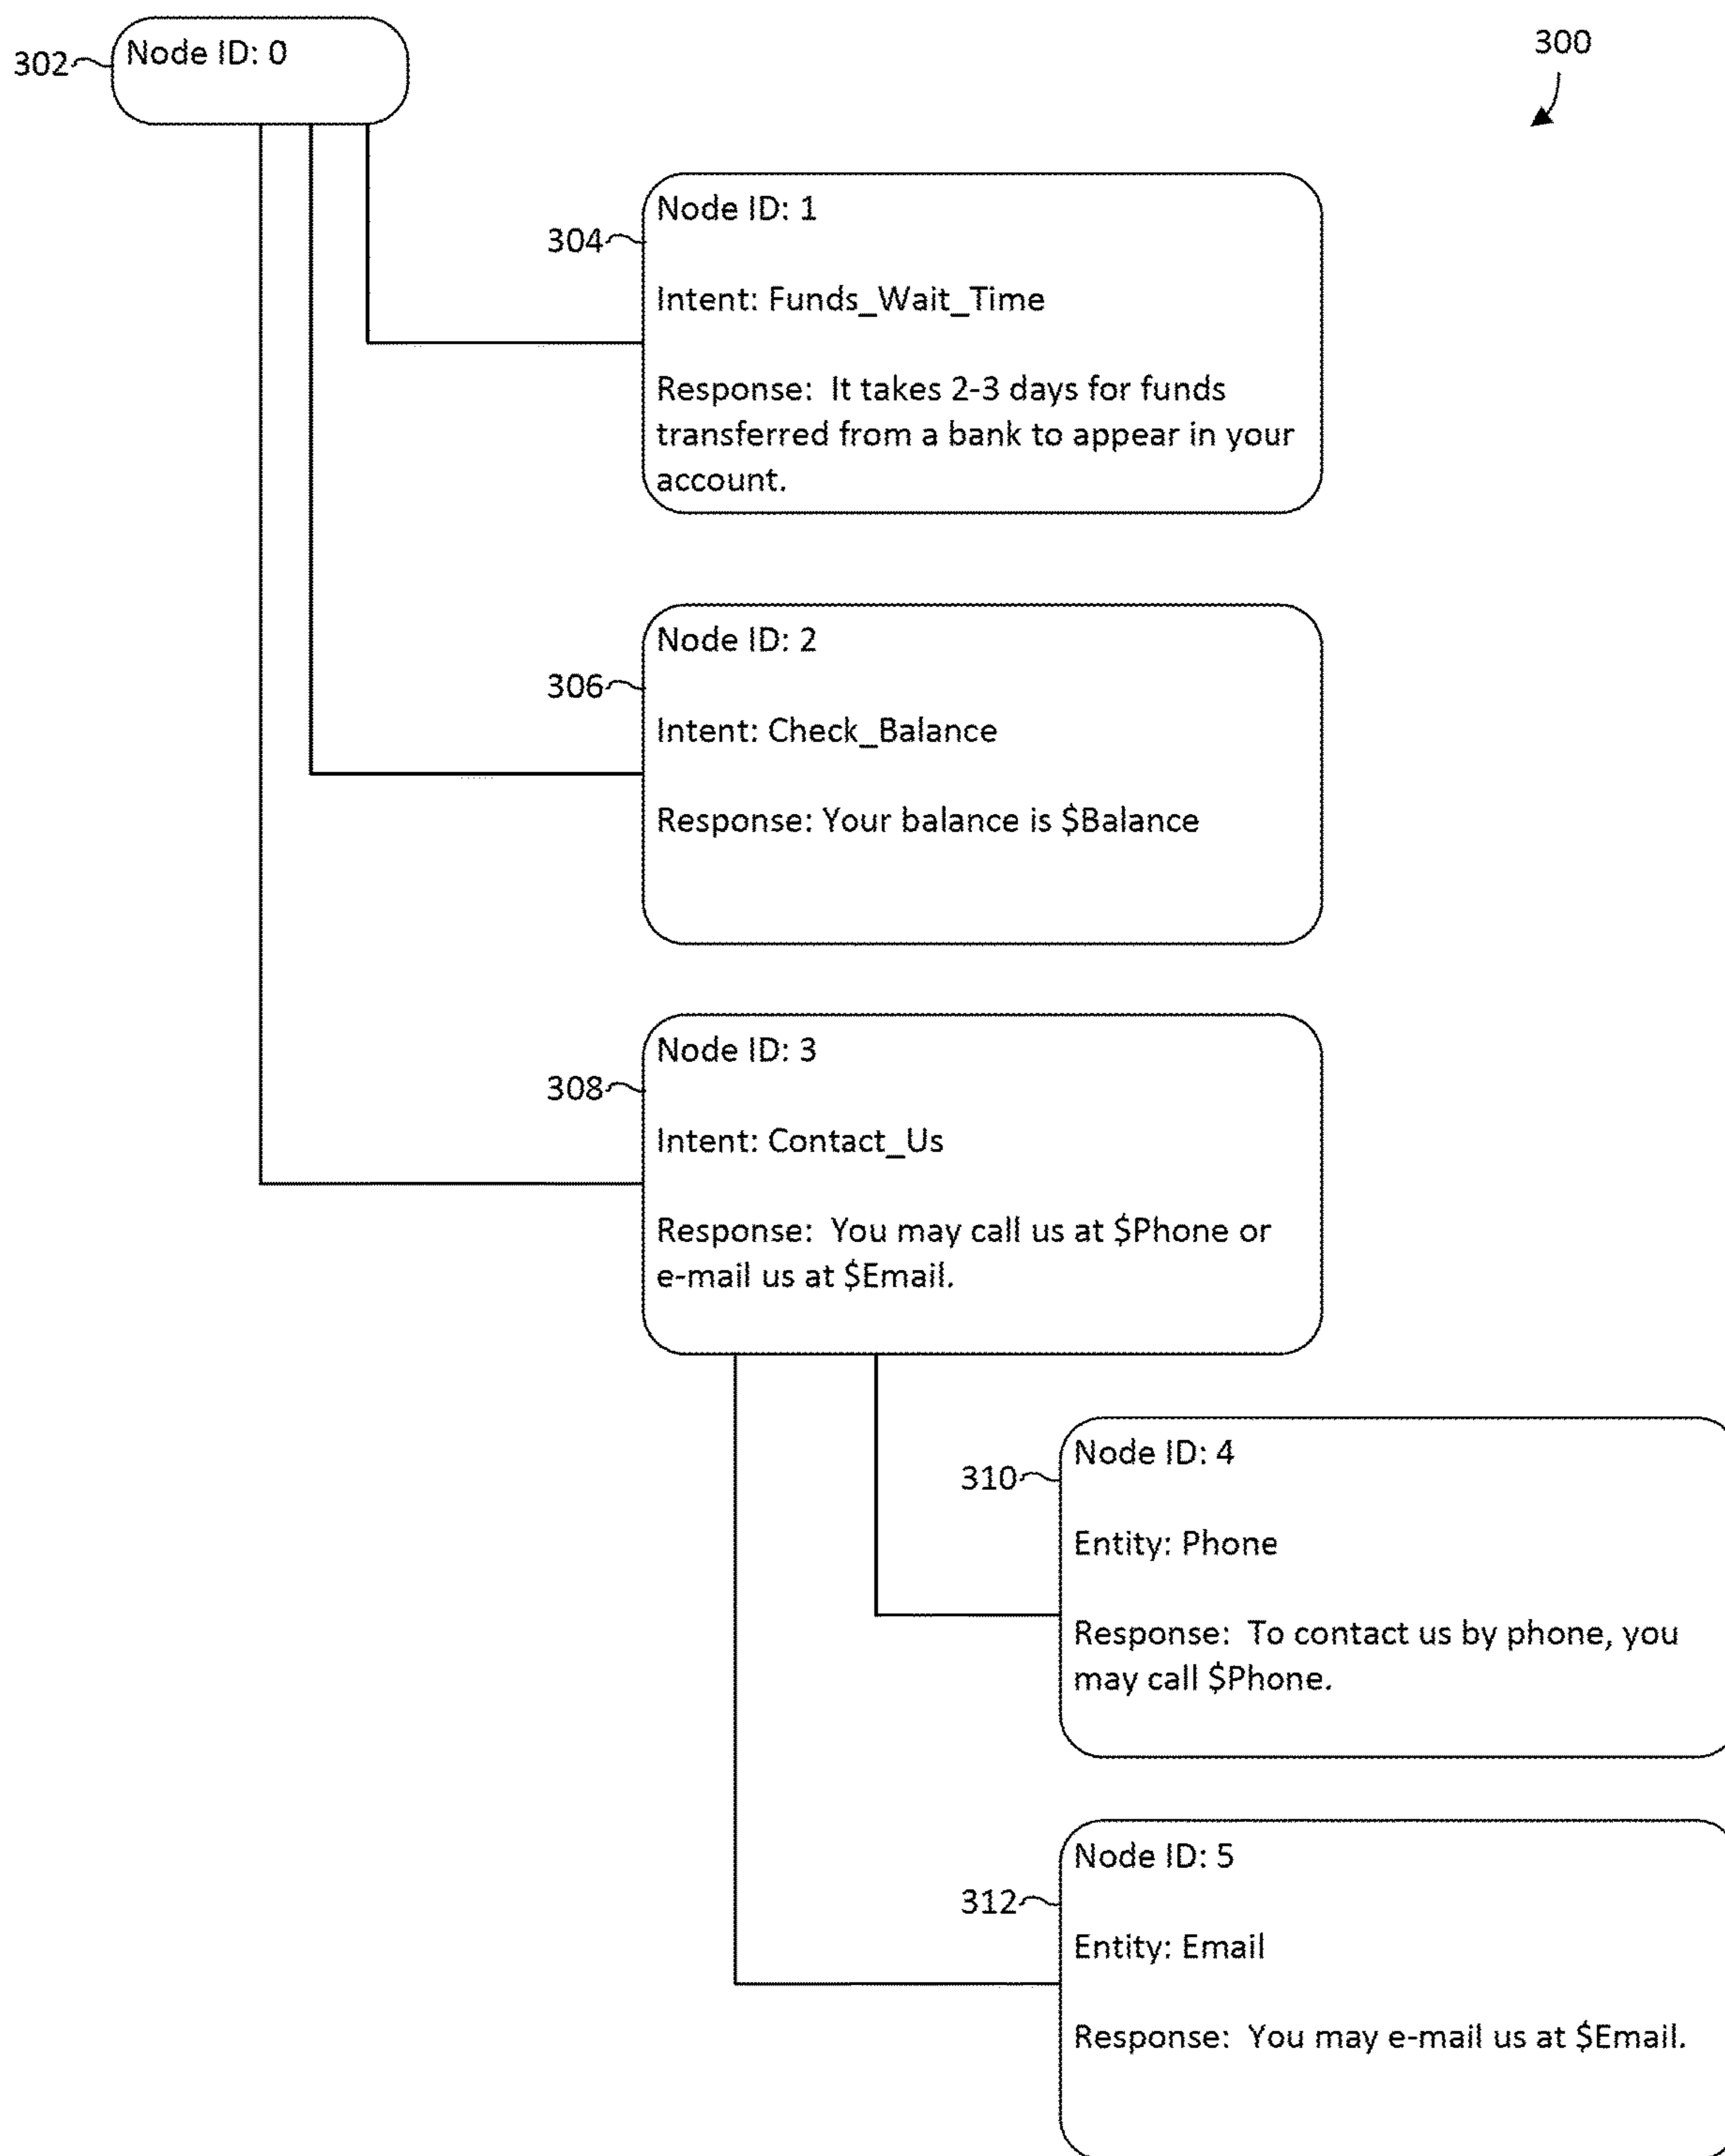 302
Node ID: 0
300
304
Node ID: 1
Intent: Funds_Wait_Time
Response:  It takes 2-3 days for funds
transferred from a bank to appear in your
account.
306
Node ID: 2
Intent: Check_Balance
Response: Your balance is $Balance
308
Node ID: 3
Intent: Contact_Us
Response:  You may call us at $Phone or
e-mail us at $Email.
310
Node ID: 4
Entity: Phone
Response:  To contact us by phone, you
may call $Phone.
312
Node ID: 5
Entity: Email
Response:  You may e-mail us at $Email.